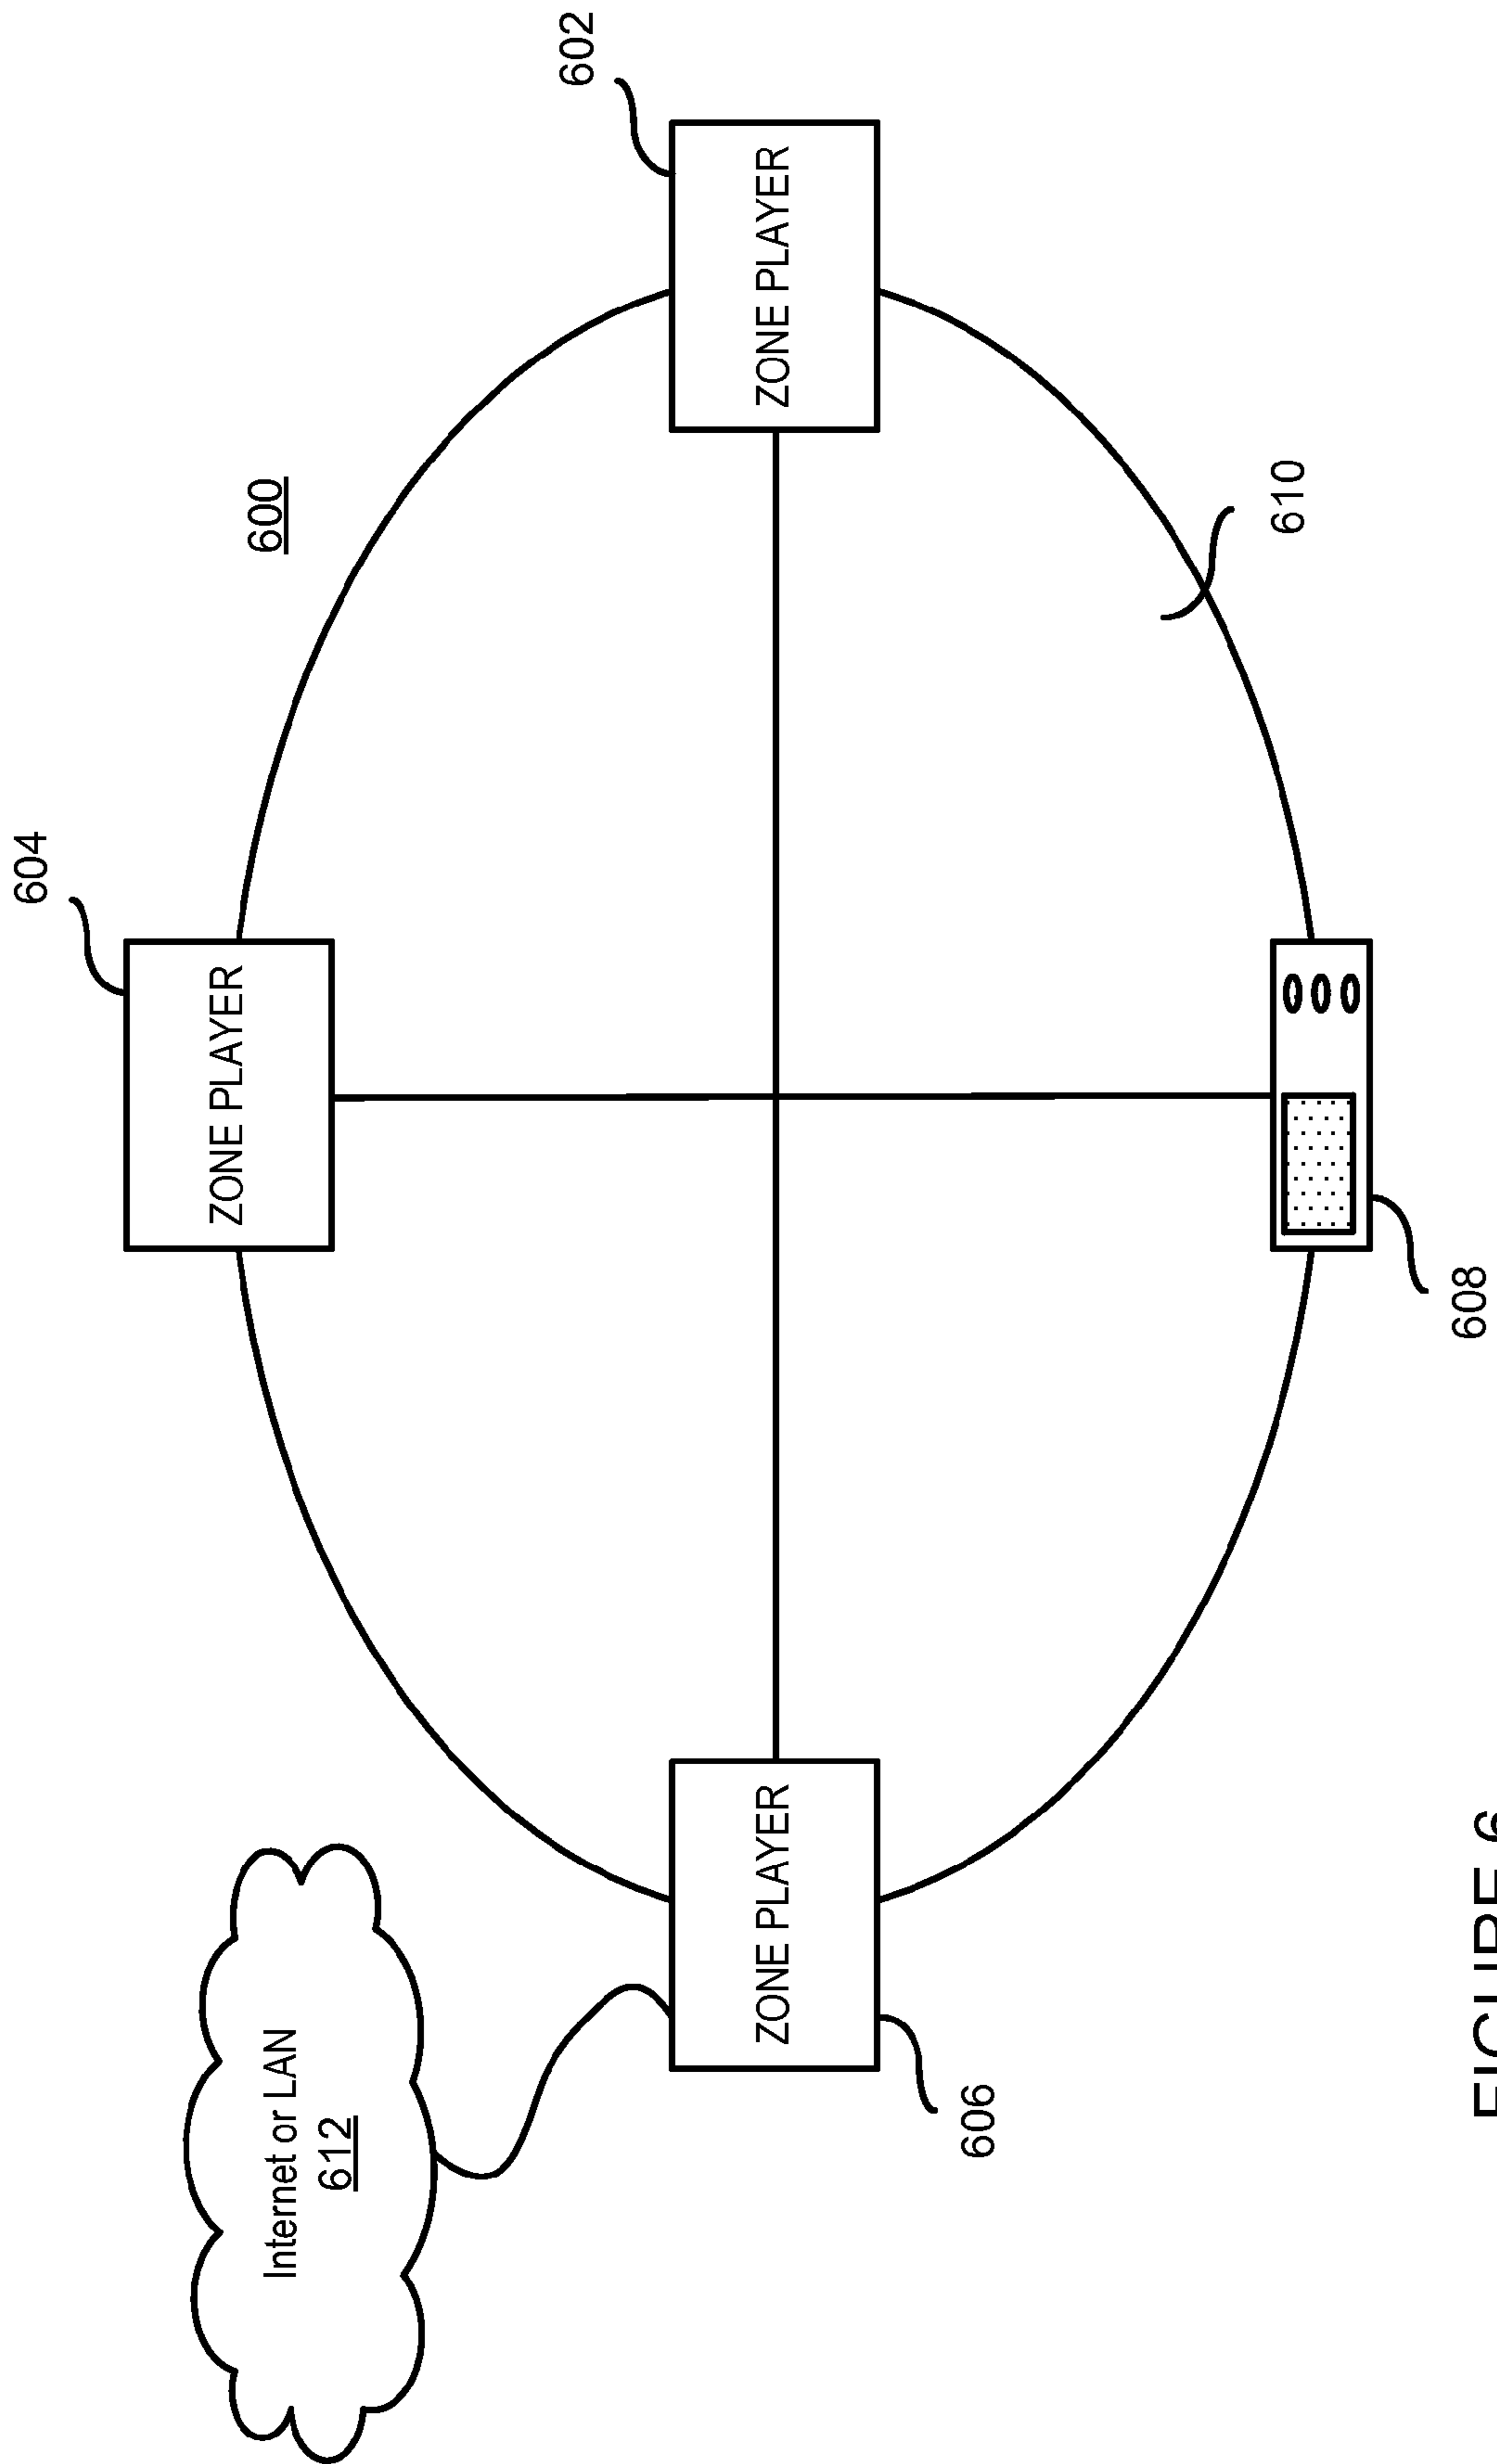 604
ZONE PLAYER
600
Internet or LAN
612
602
ZONE PLAYER
ZONE PLAYER
606
610
608
FIGURE 6